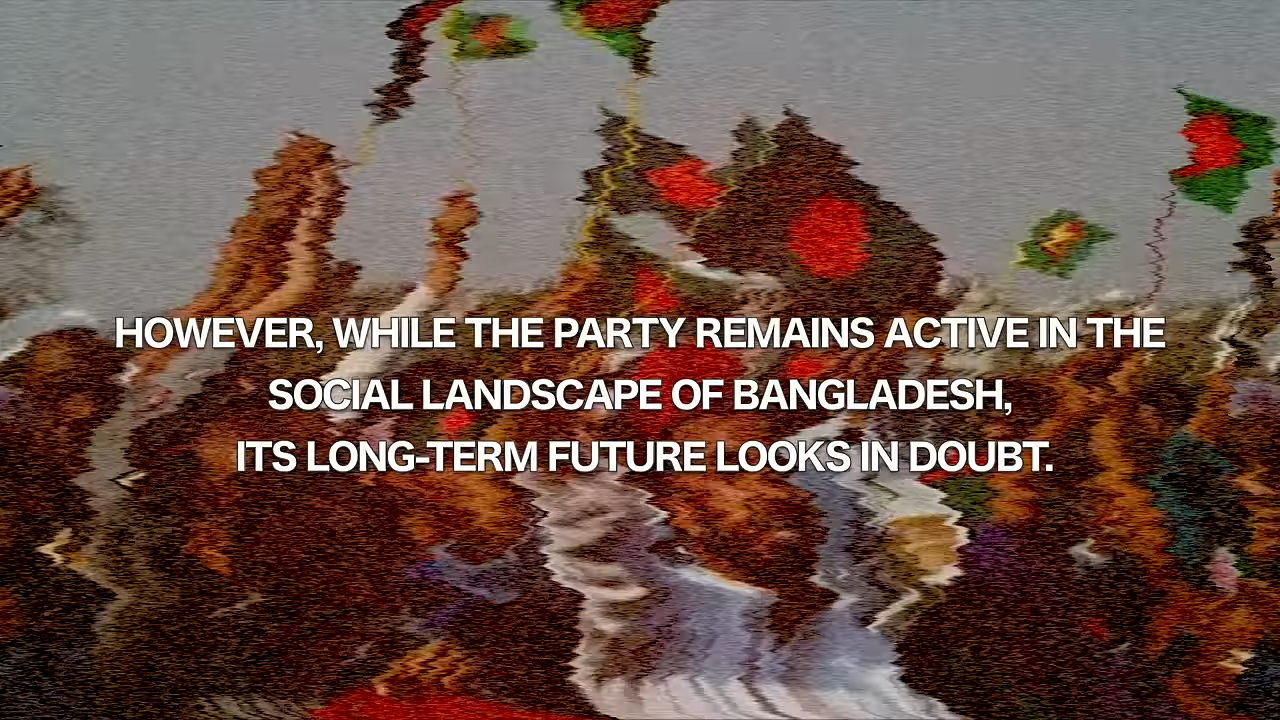 HOWEVER, WHILE THE PARTY REMAINS ACTIVE IN THE
SOCIAL LANDSCAPE OF BANGLADESH,
ITS LONG-TERM FUTURE LOOKS IN DOUBT.